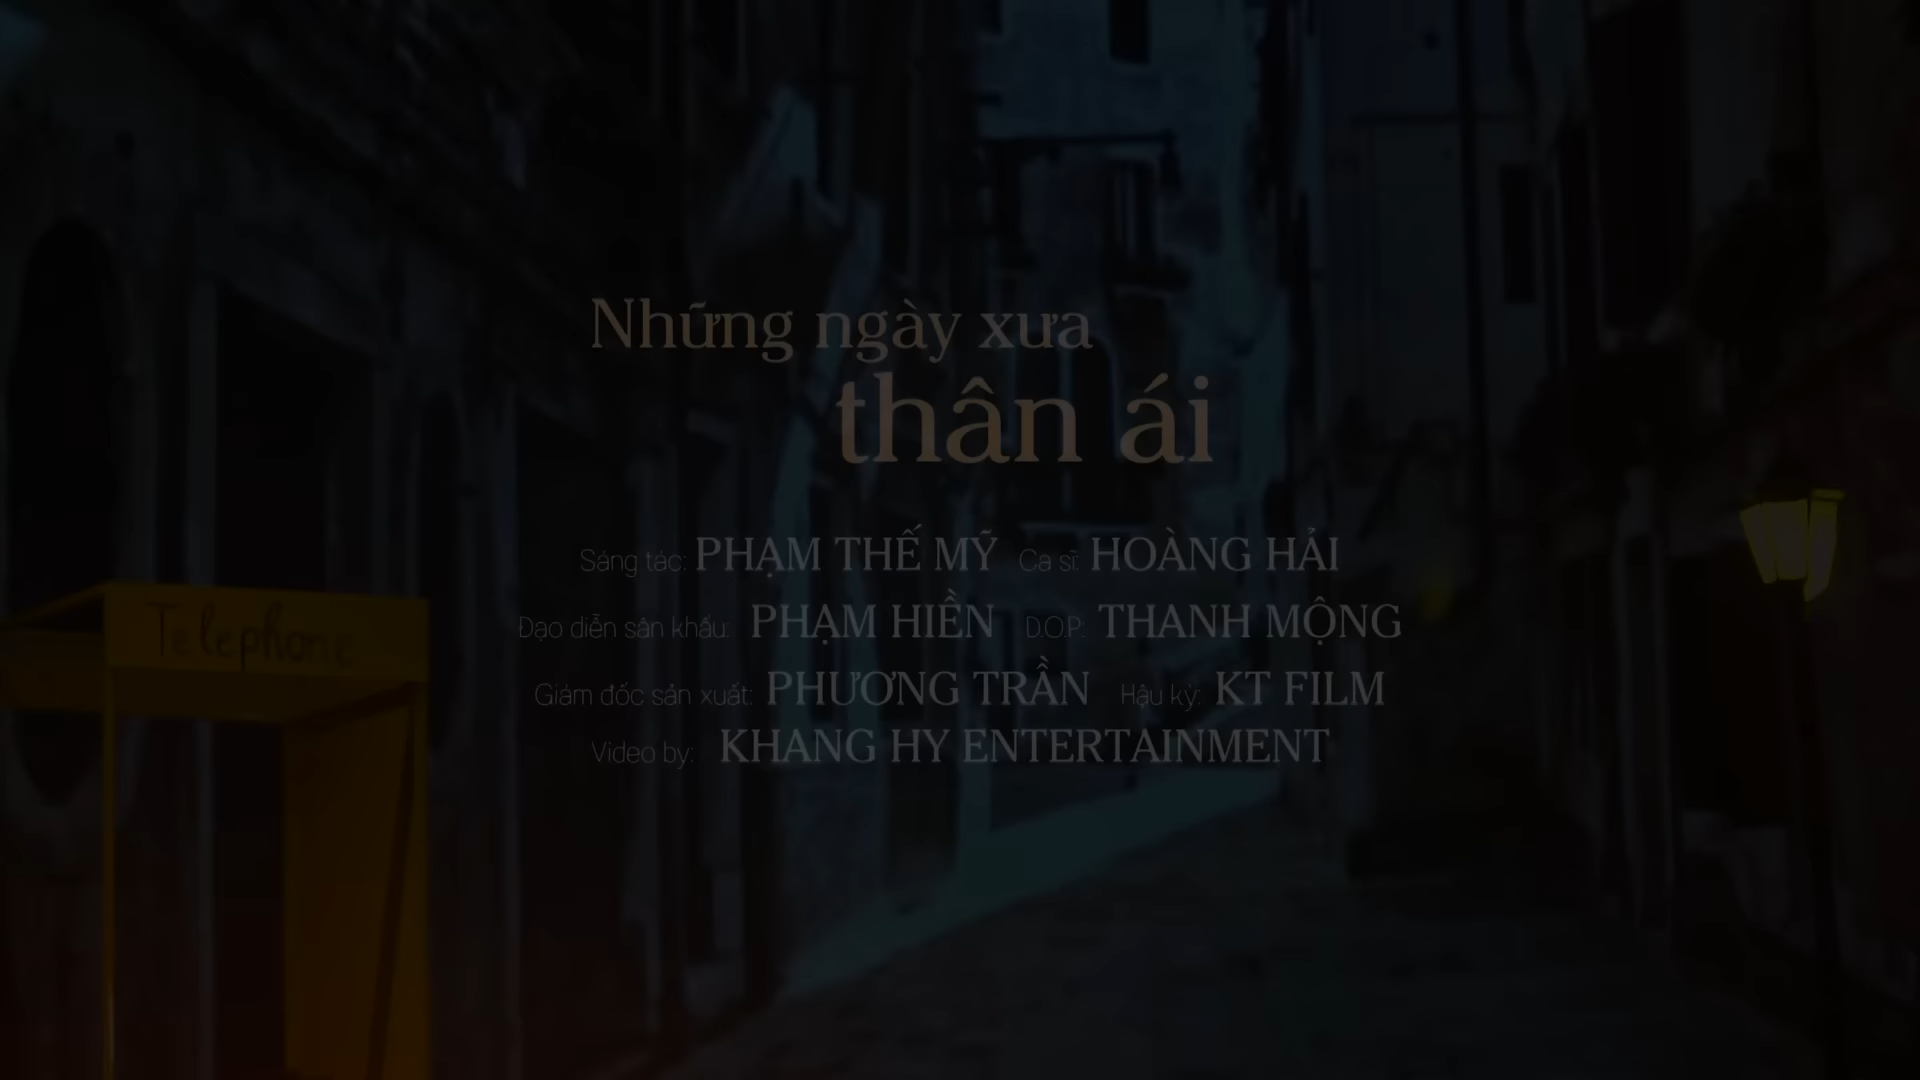 Những ngày xưa
thân ái
Sáng tác: PHẠM THẾ MỸ Ca sĩ: HOÀNG HẢI
Đạo diễn sân khấu: PHẠM HIỀN D.O.P: THANH MỘNG
Telephone
Giám đốc sản xuất: PHƯƠNG TRẦN Hậu kỳ: KT FILM
Video by: KHANG HY ENTERTAINMENT